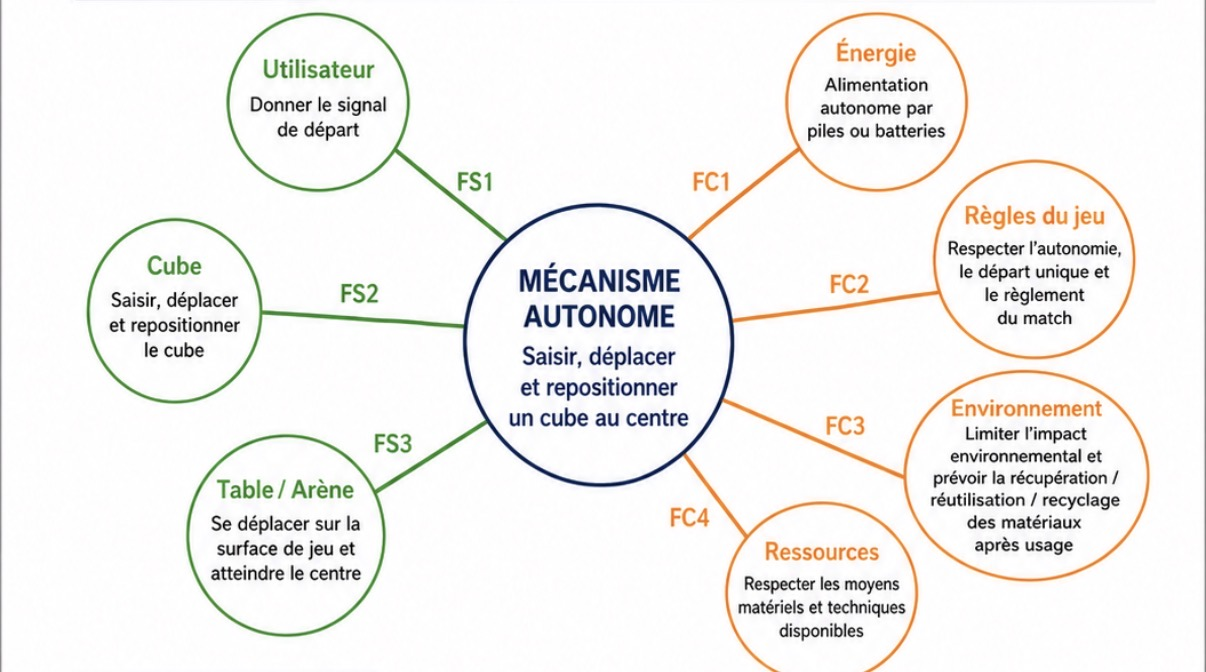 Utilisateur
Donner le signal
de départ
FS1
Cube
Saisir, déplacer
et repositionner
le cube
FS2
Table / Arène
Se déplacer sur la
surface de jeu et
atteindre le centre
FS3
MÉCANISME
AUTONOME
Saisir, déplacer
et repositionner
un cube au centre
Énergie
Alimentation
autonome par
piles ou batteries
FC1
Règles du jeu
Respecter l'autonomie,
le départ unique et
le règlement
du match
FC2
Environnement
Limiter l'impact
environnemental et
prévoir la récupération /
réutilisation / recyclage
des matériaux
après usage
FC3
Ressources
Respecter les moyens
matériels et techniques
disponibles
FC4